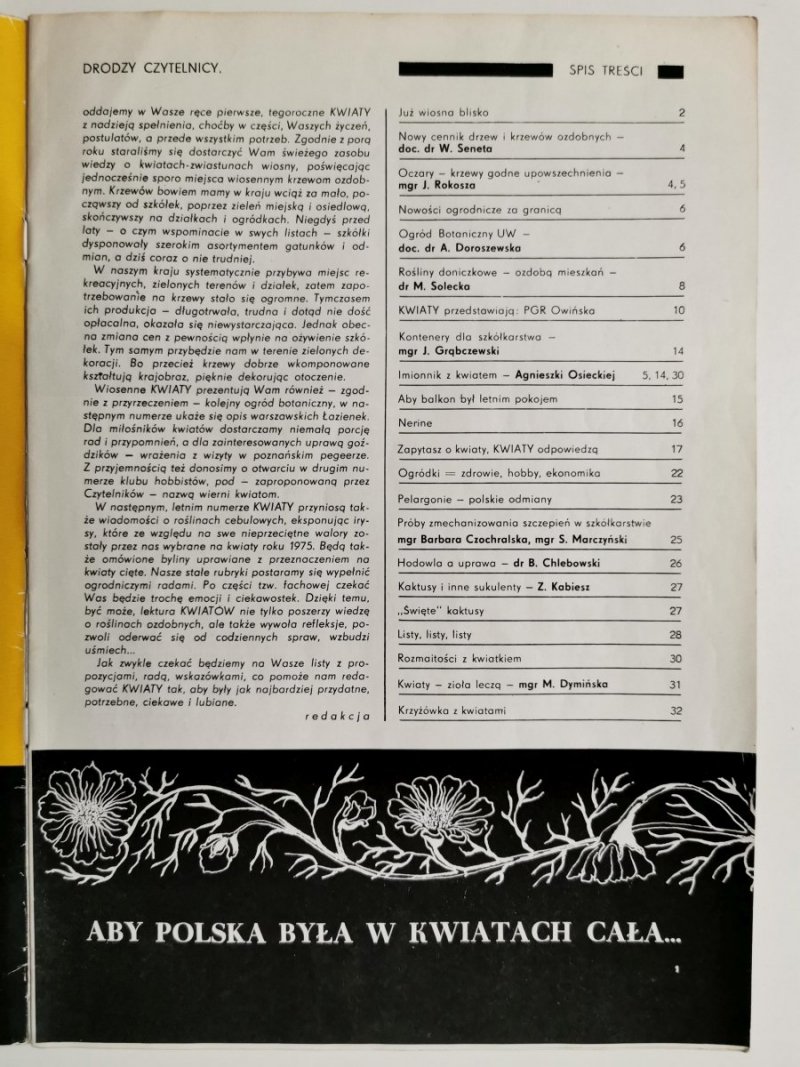 DRODZY CZYTELNICY.
oddajemy w Wasze ręce pierwsze, tegoroczne KWIATY
z nadzieją spełnienia, choćby w części, Waszych życzeń,
postulatów, a przede wszystkim potrzeb. Zgodnie z porą
roku staraliśmy się dostarczyć Wam świeżego zasobu
wiedzy o kwiatach-zwiastunach wiosny, poświęcając
jednocześnie sporo miejsca wiosennym krzewom ozdob-
nym. Krzewów bowiem mamy w kraju wciąż za mało, po-
cząwszy od szkółek, poprzez zieleń miejską i osiedlową,
skończywszy na działkach i ogródkach. Niegdyś przed
laty – o czym wspominacie w swych listach – szkółki
dysponowały szerokim asortymentem gatunków i od-
mian, a dziś coraz o nie trudniej.
W naszym kraju systematycznie przybywa miejsc re-
kreacyjnych, zielonych terenów i działek, zatem zapo-
trzebowanie na krzewy stało się ogromne. Tymczasem
ich produkcja – długotrwała, trudna i dotąd nie dość
opłacalna, okazała się niewystarczająca. Jednak obec-
na zmiana cen z pewnością wpłynie na ożywienie szkó-
łek. Tym samym przybędzie nam w terenie zielonych de-
koracji. Bo przecież krzewy dobrze wkomponowane
kształtują krajobraz, pięknie dekorując otoczenie.
Wiosenne KWIATY prezentują Wam również – zgod-
nie z przyrzeczeniem – kolejny ogród botaniczny, w na-
stępnym numerze ukaże się opis warszawskich Łazienek.
Dla miłośników kwiatów dostarczamy niemałą porcję
rad i przypomnień, a dla zainteresowanych uprawą goź-
dzików – wrażenia z wizyty w poznańskim pegeerze.
Z przyjemnością też donosimy o otwarciu w drugim nu-
merze klubu hobbistów, pod – zaproponowaną przez
Czytelników – nazwą wierni kwiatom.
W następnym, letnim numerze KWIATY przyniosą tak-
że wiadomości o roślinach cebulowych, eksponując iry-
sy, które ze względu na swe nieprzeciętne walory zo-
stały przez nas wybrane na kwiaty roku 1975. Będą tak-
że omówione byliny uprawiane z przeznaczeniem na
kwiaty cięte. Nasze stałe rubryki postaramy się wypełnić
ogrodniczymi radami. Po części tzw. fachowej czekać
Was będzie trochę emocji i ciekawostek. Dzięki temu,
być może, lektura KWIATÓW nie tylko poszerzy wiedzę
o roślinach ozdobnych, ale także wywoła refleksje, po-
zwoli oderwać się od codziennych spraw, wzbudzi
uśmiech...
Jak zwykle czekać będziemy na Wasze listy z pro-
pozycjami, radą, wskazówkami, co pomoże nam reda-
gować KWIATY tak, aby były jak najbardziej przydatne,
potrzebne, ciekawe i lubiane.
redakcja
SPIS TREŚCI
Już wiosna blisko 2
Nowy cennik drzew i krzewów ozdobnych –
doc. dr W. Seneta 4
Oczary – krzewy godne upowszechnienia –
mgr J. Rokosza 4, 5
Nowości ogrodnicze za granicą 6
Ogród Botaniczny UW –
doc. dr A. Doroszewska 6
Rośliny doniczkowe – ozdobą mieszkań –
dr M. Solecka 8
KWIATY przedstawiają: PGR Owińska 10
Kontenery dla szkółkarstwa –
mgr J. Grąbczewski 14
Imionnik z kwiatem – Agnieszki Osieckiej 5, 14, 30
Aby balkon był letnim pokojem 15
Nerine 16
Zapytasz o kwiaty, KWIATY odpowiedzą 17
Ogródki = zdrowie, hobby, ekonomika 22
Pelargonie – polskie odmiany 23
Próby zmechanizowania szczepień w szkółkarstwie
mgr Barbara Czochralska, mgr S. Marczyński 25
Hodowla a uprawa – dr B. Chlebowski 26
Kaktusy i inne sukulenty – Z. Kabiesz 27
„Święte" kaktusy 27
Listy, listy, listy 28
Rozmaitości z kwiatkiem 30
Kwiaty – zioła leczą – mgr M. Dymińska 31
Krzyżówka z kwiatami 32
ABY POLSKA BYŁA W KWIATACH CAŁA...
1